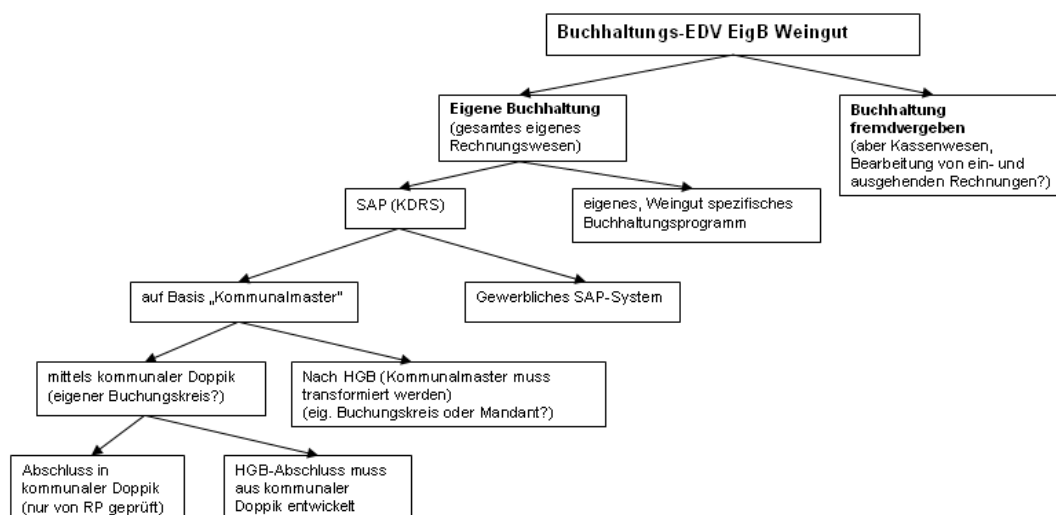 Buchhaltungs-EDV EigB Weingut
Eigene Buchhaltung
(gesamtes eigenes
Rechnungswesen)
Buchhaltung
fremdvergeben
(aber Kassenwesen,
Bearbeitung von ein- und
ausgehenden Rechnungen?)
SAP (KDRS)
eigenes, Weingut spezifisches
Buchhaltungsprogramm
auf Basis „Kommunalmaster"
Gewerbliches SAP-System
mittels kommunaler Doppik
(eigener Buchungskreis?)
Nach HGB (Kommunalmaster muss
transformiert werden)
(eig. Buchungskreis oder Mandant?)
Abschluss in
kommunaler Doppik
(nur von RP geprüft)
HGB-Abschluss muss
aus kommunaler
Doppik entwickelt